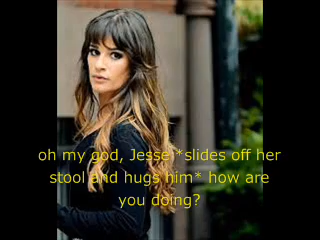 oh my god, Jesse *slides off her
stool and hugs him* how are
you doing?